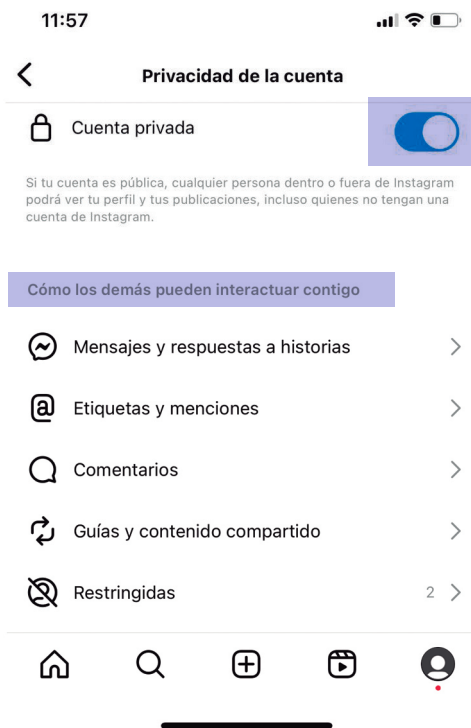 11:57
Privacidad de la cuenta
Cuenta privada
Si tu cuenta es pública, cualquier persona dentro o fuera de Instagram
podrá ver tu perfil y tus publicaciones, incluso quienes no tengan una
cuenta de Instagram.
Cómo los demás pueden interactuar contigo
Mensajes y respuestas a historias
Etiquetas y menciones
Comentarios
Guías y contenido compartido
Restringidas 2